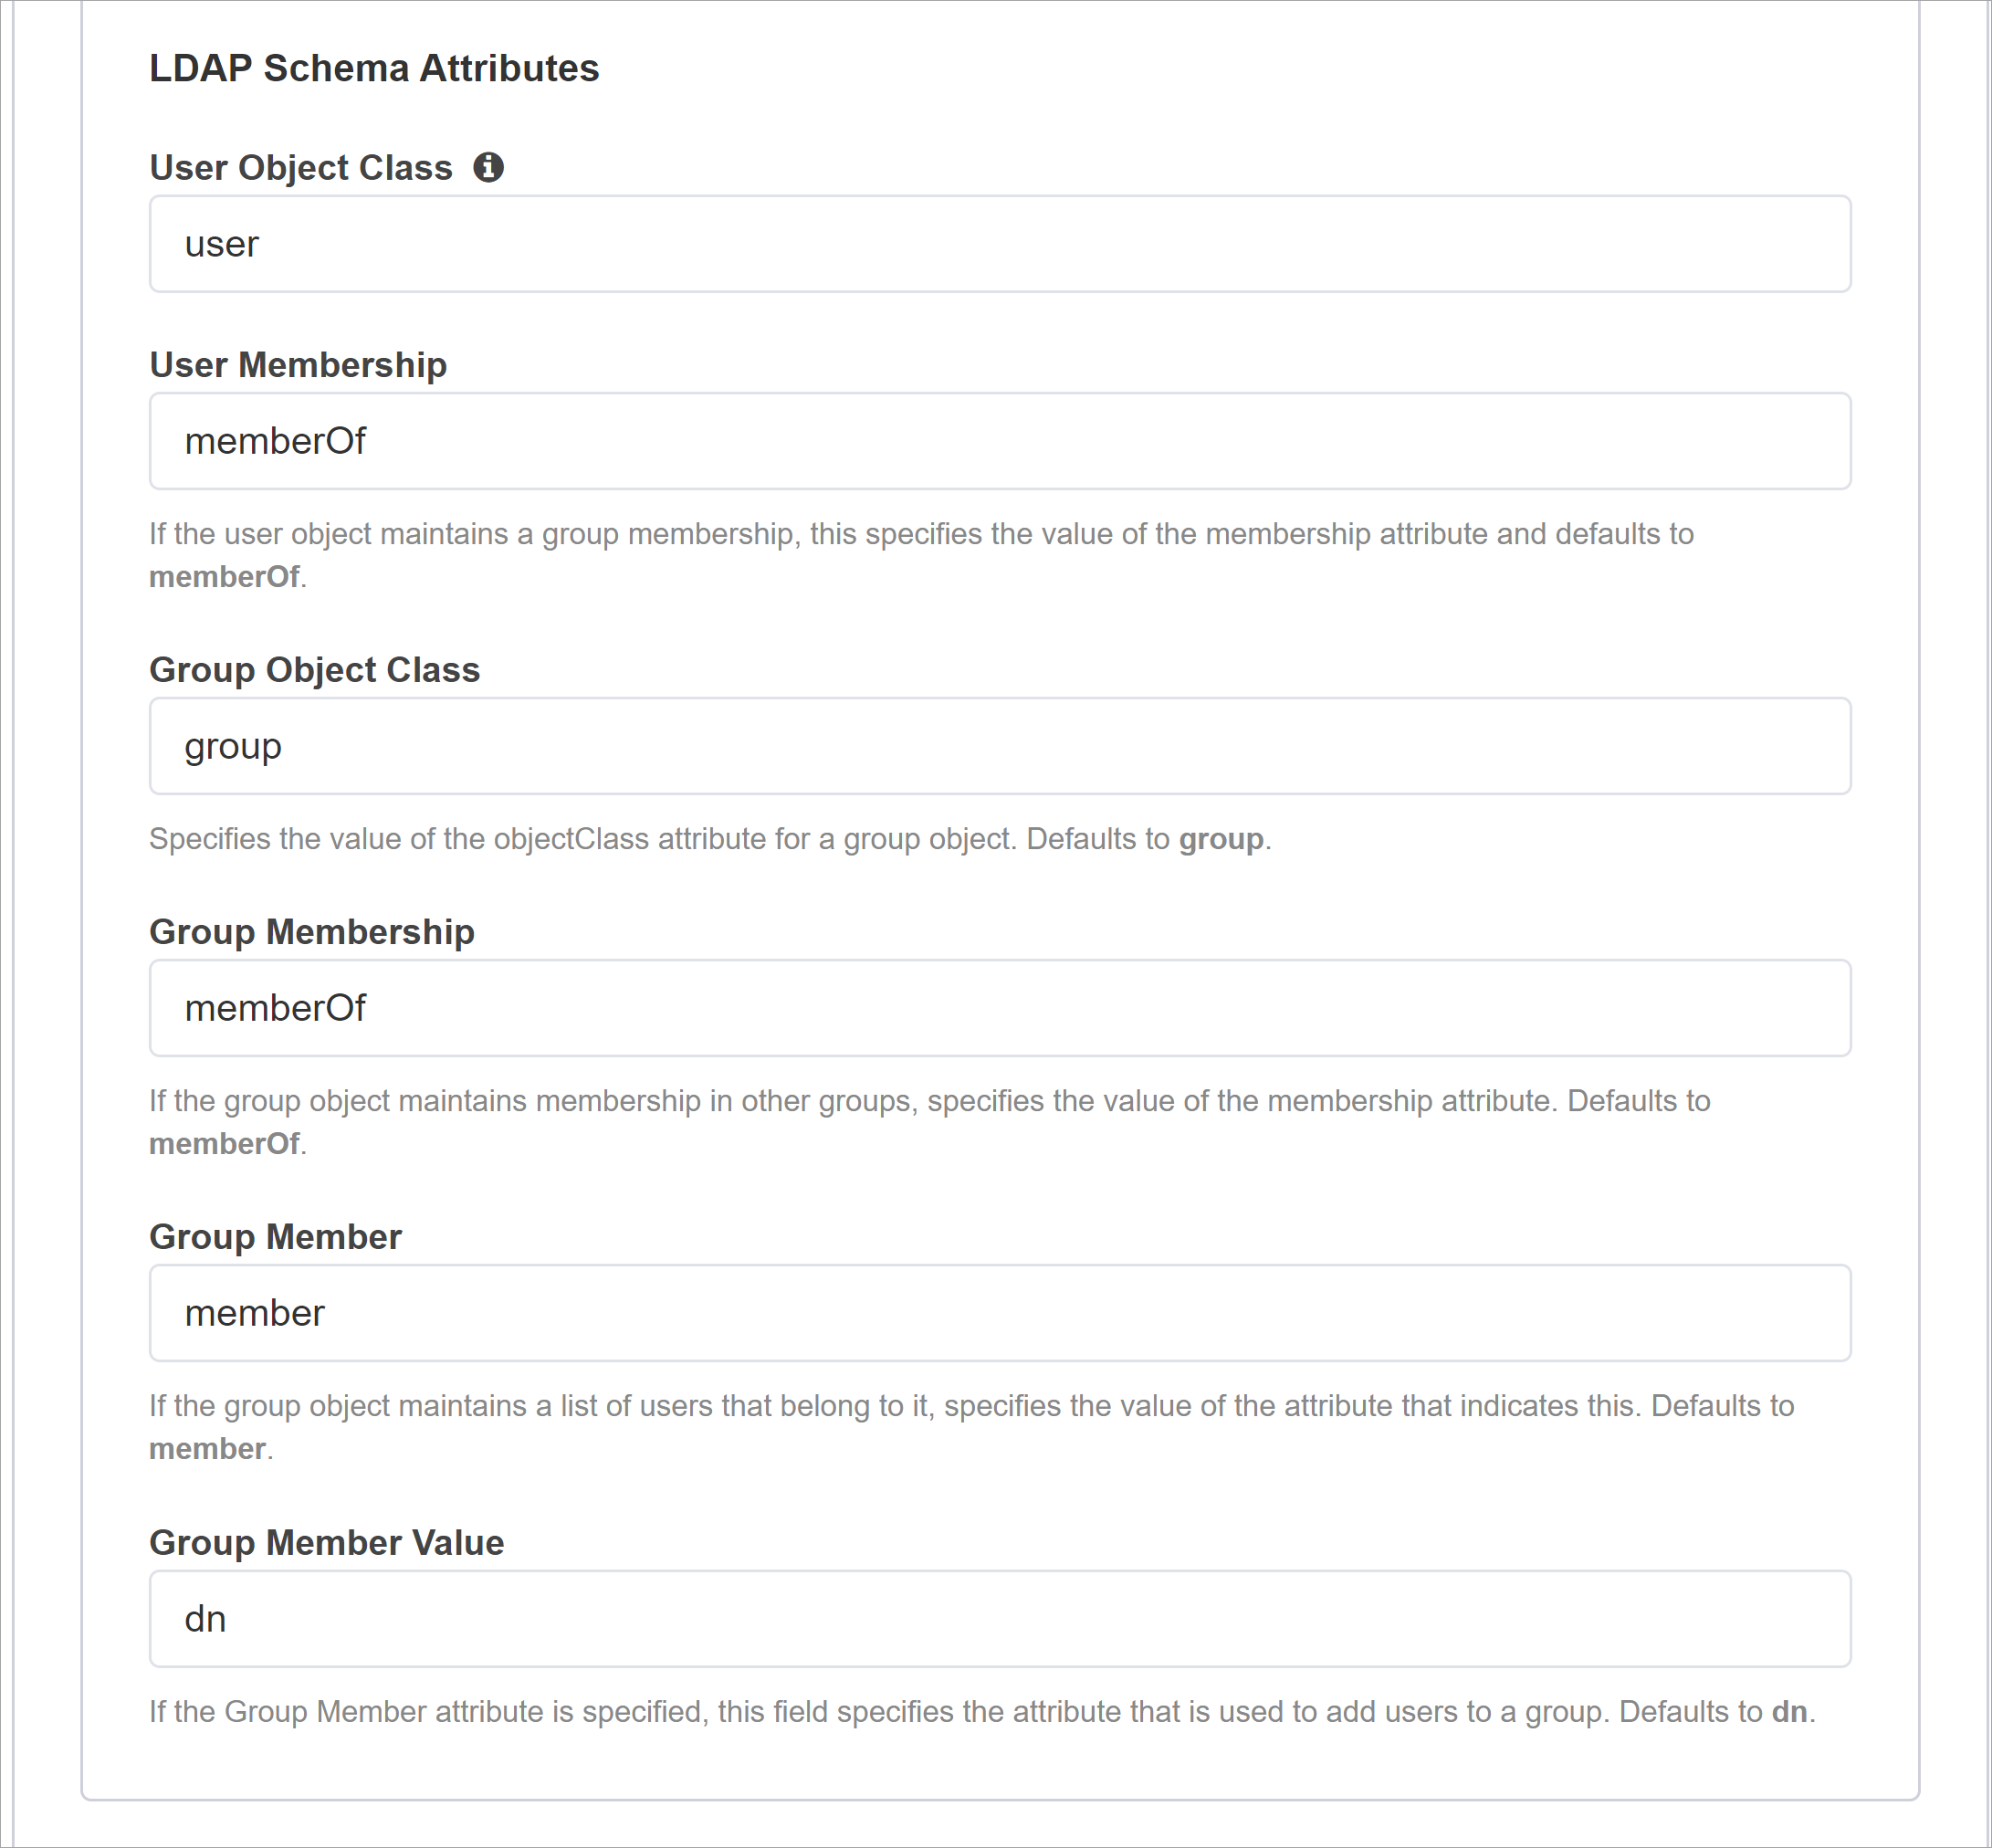 LDAP Schema Attributes
User Object Class
user
User Membership
memberOf
If the user object maintains a group membership, this specifies the value of the membership attribute and defaults to
memberOf.
Group Object Class
group
Specifies the value of the objectClass attribute for a group object. Defaults to group.
Group Membership
memberOf
If the group object maintains membership in other groups, specifies the value of the membership attribute. Defaults to
memberOf.
Group Member
member
If the group object maintains a list of users that belong to it, specifies the value of the attribute that indicates this. Defaults to
member.
Group Member Value
dn
If the Group Member attribute is specified, this field specifies the attribute that is used to add users to a group. Defaults to dn.